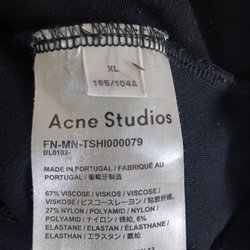 XL
185/104A
Acne Studios
FN-MN-TSHI000079
BL0102-
MADE IN PORTUGAL / FABRIQUÉ AU
PORTUGAL / 葡萄牙制造
67% VISCOSE / VISKOS / VISCOSE
VISKOSE / ビスコースレーヨン / 粘胶纤维,
27% NYLON / POLYAMID / NYLON /
POLYAMID / ナイロン / 锦纶, 6%
ELASTANE / ELASTAN / ÉLASTHANE /
ELASTAN / エラスタン / 氨纶